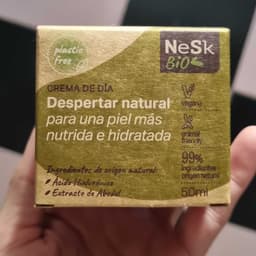 plastic
free
NeSk
BIO
CREMA DE DÍA
Despertar natural
para una piel más
nutrida e hidratada
vegana
animal
friendly
99%
ingredientes
origen natural
Ingredientes de origen natural:
Ácido Hialurónico
Extracto de Abedul
50ml